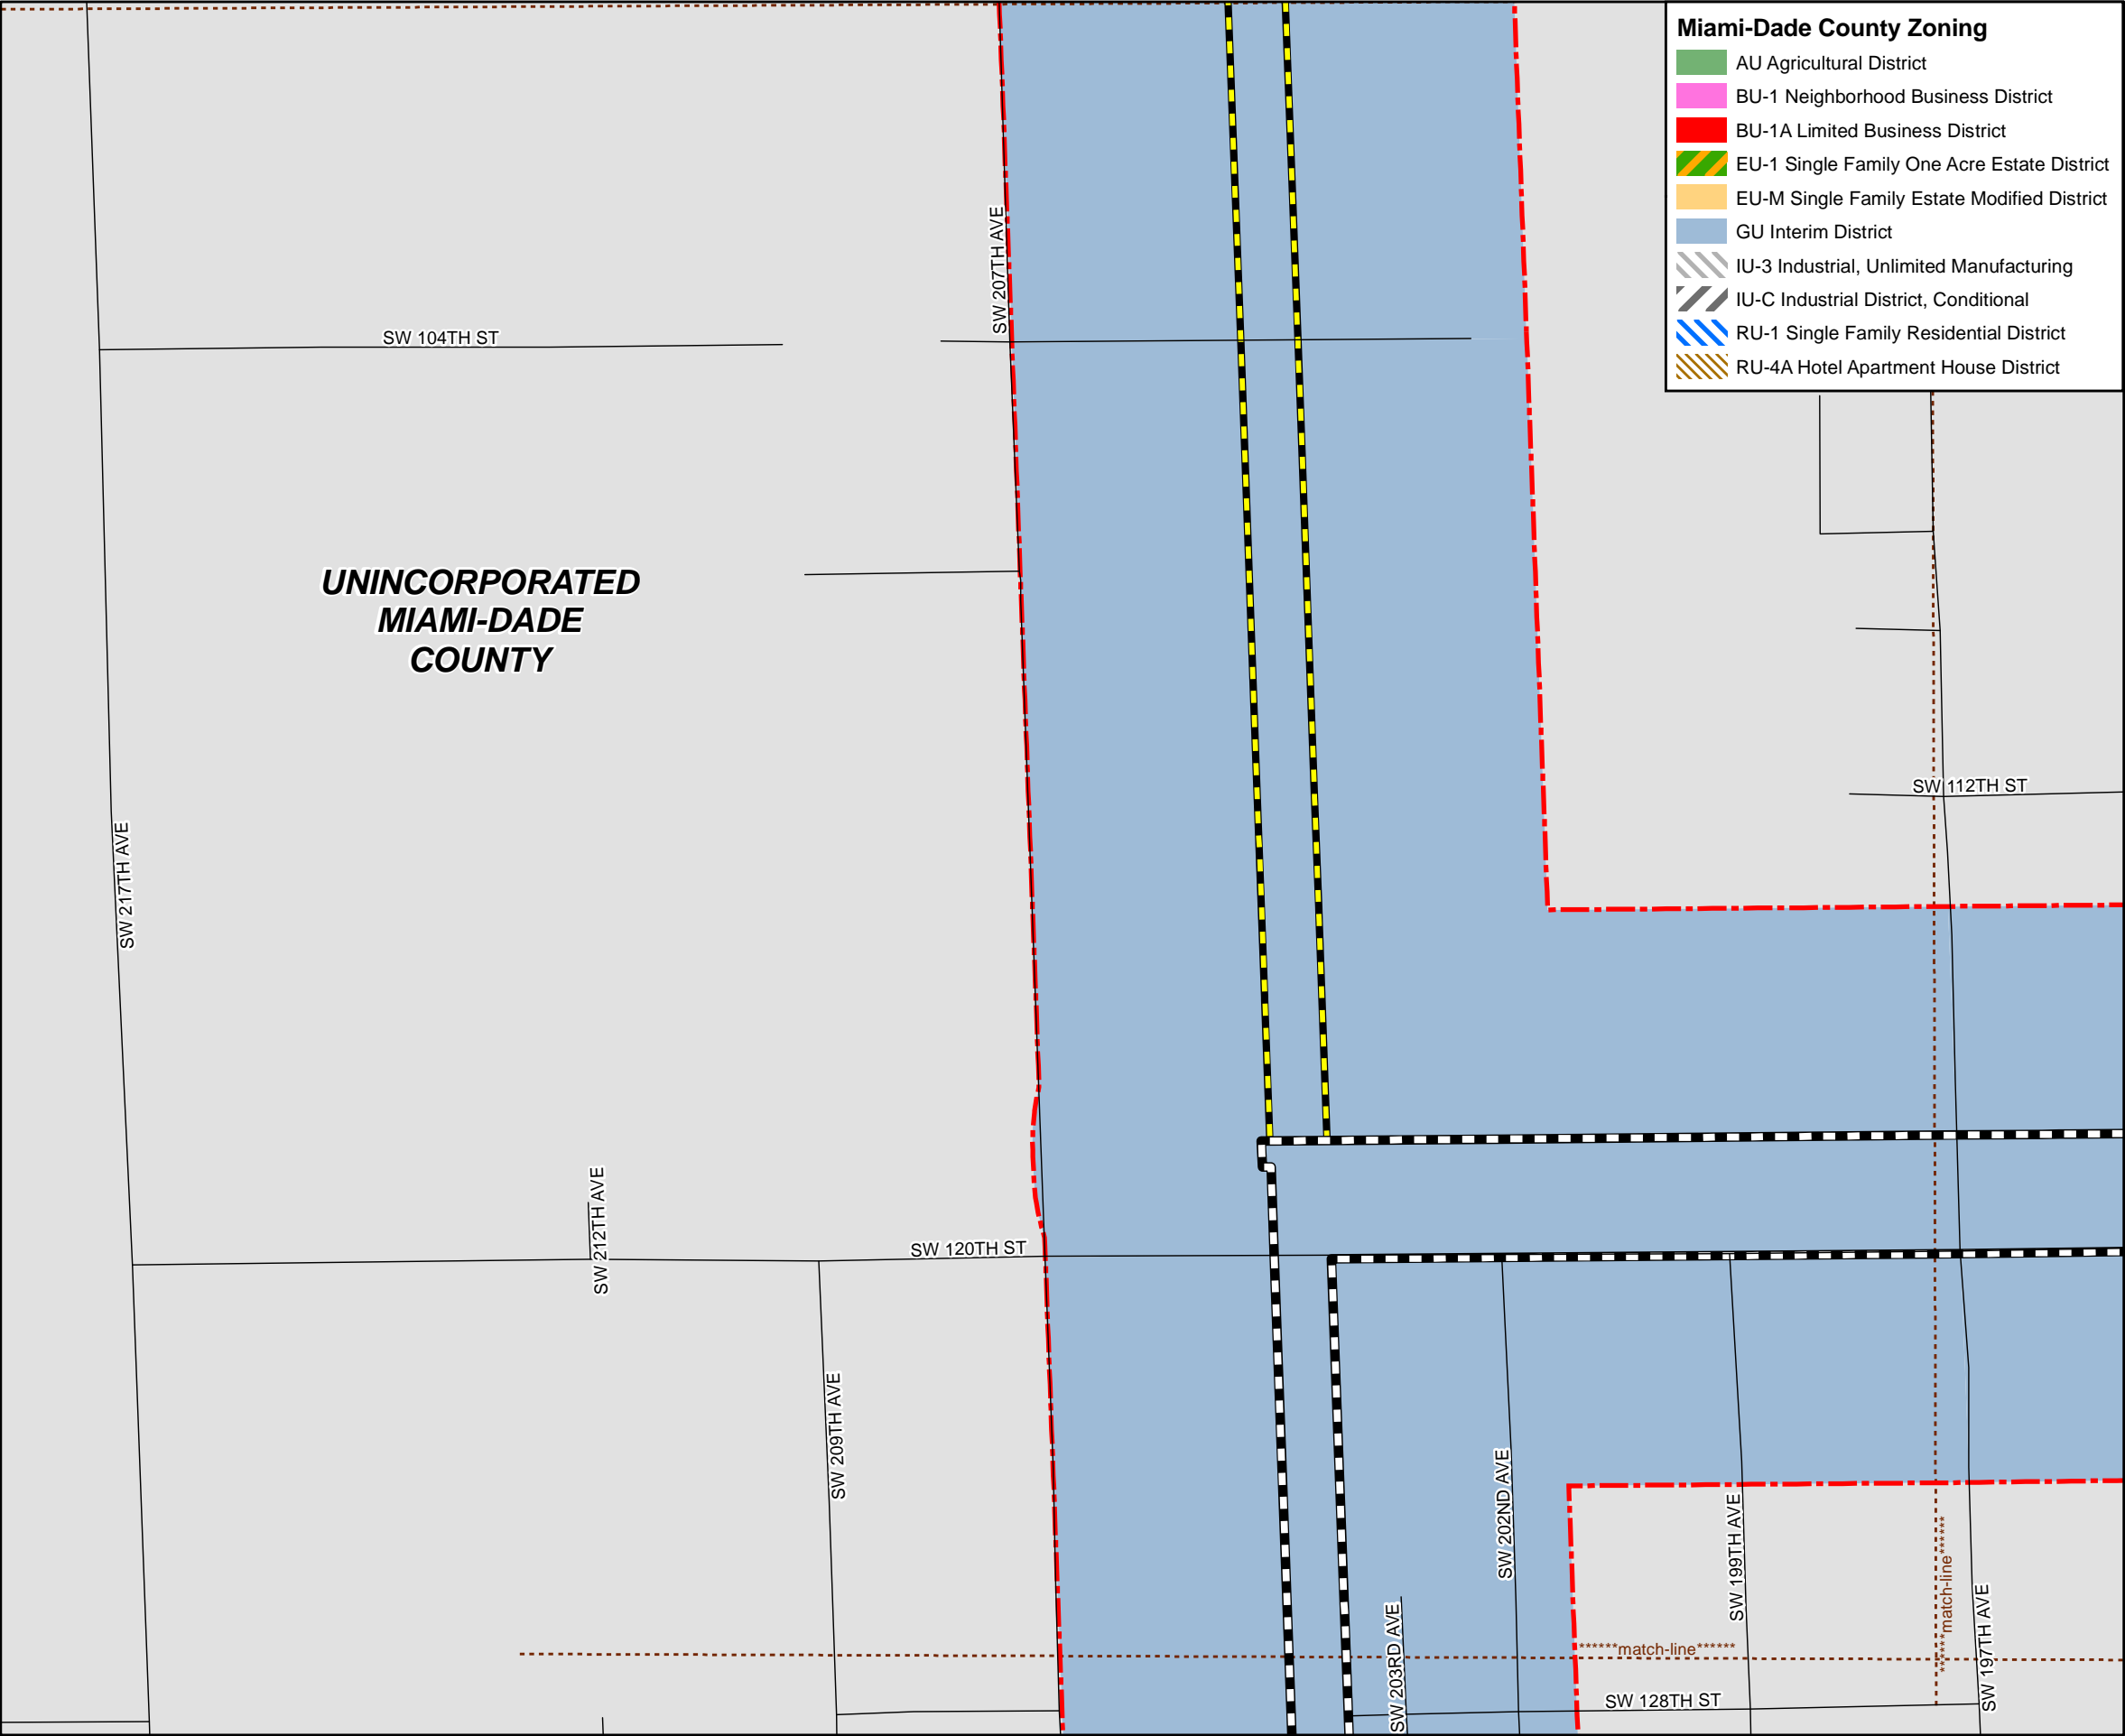 Miami-Dade County Zoning
AU Agricultural District
BU-1 Neighborhood Business District
BU-1A Limited Business District
EU-1 Single Family One Acre Estate District
EU-M Single Family Estate Modified District
GU Interim District
IU-3 Industrial, Unlimited Manufacturing
IU-C Industrial District, Conditional
RU-1 Single Family Residential District
RU-4A Hotel Apartment House District
SW 207TH AVE
SW 104TH ST
UNINCORPORATED
MIAMI-DADE
COUNTY
SW 112TH ST
SW 217TH AVE
SW 212TH AVE
SW 120TH ST
SW 209TH AVE
SW 202ND AVE
SW 199TH AVE
******match-line******
SW 197TH AVE
SW 203RD AVE
******match-line******
SW 128TH ST